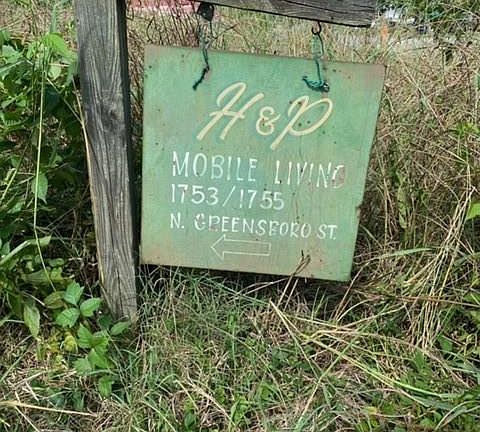 H&P
MOBILE LIVING
1753/1755
N. GREENSBORO ST.